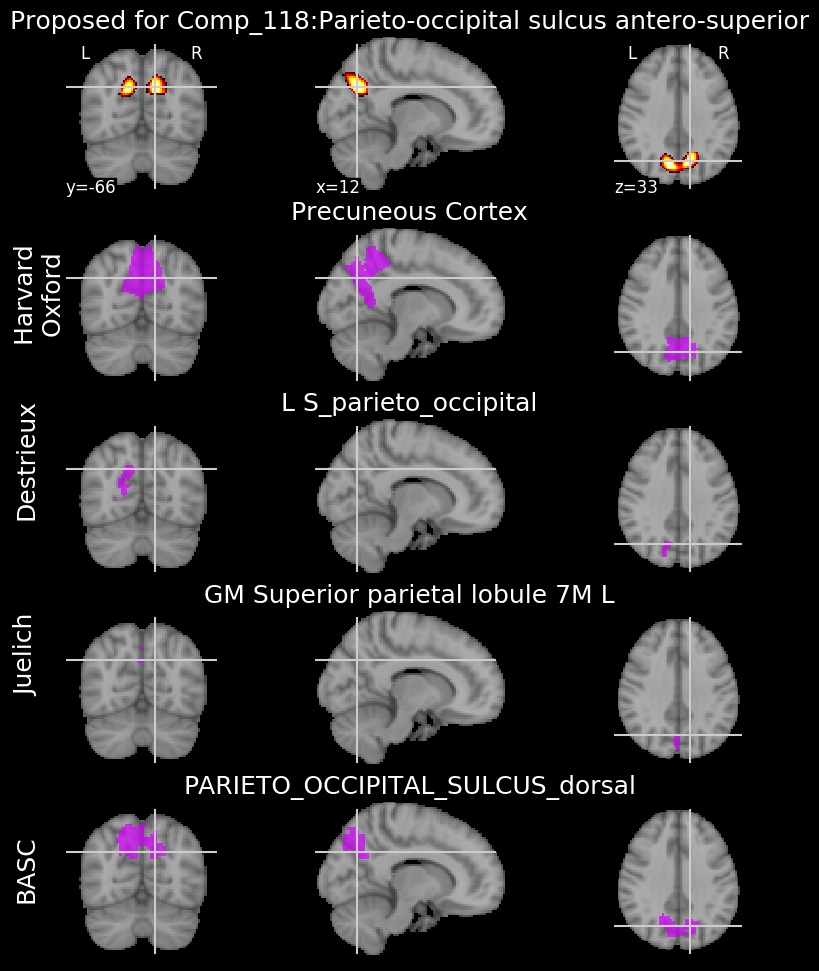 Proposed for Comp_118:Parieto-occipital sulcus antero-superior
L R
L R
y=-66
x=12
z=33
Precuneous Cortex
Harvard
Oxford
L S_parieto_occipital
Destrieux
GM Superior parietal lobule 7M L
Juelich
PARIETO_OCCIPITAL_SULCUS_dorsal
BASC